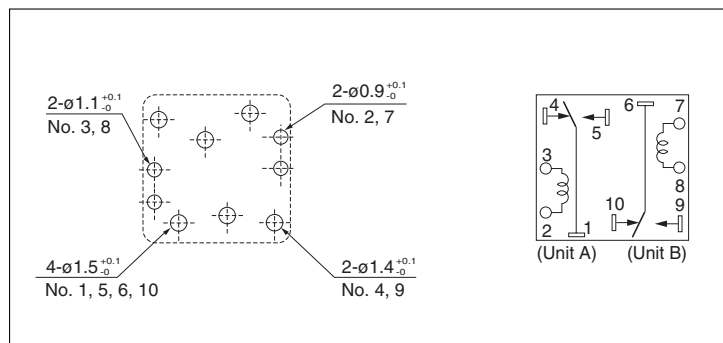 2-ø1.1 +0.1 -0
No. 3, 8
2-ø0.9 +0.1 -0
No. 2, 7
4-ø1.5 +0.1 -0
No. 1, 5, 6, 10
2-ø1.4 +0.1 -0
No. 4, 9
4
5
6
7
3
8
2
1
10
9
(Unit A)
(Unit B)